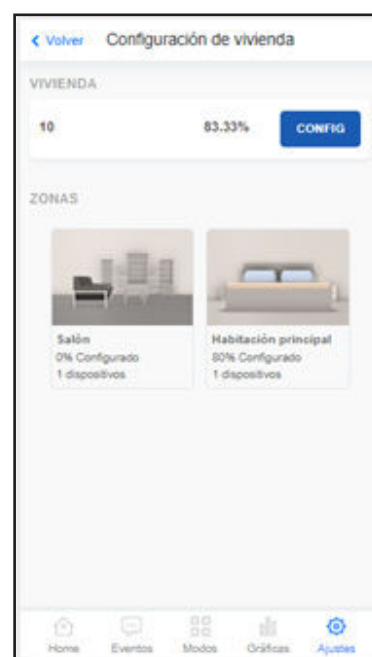 Volver Configuración de vivienda
VIVIENDA
10 83.33% CONFIG
ZONAS
Salón
0% Configurado
1 dispositivos
Habitación principal
80% Configurado
1 dispositivos
Home Eventos Modos Gráficas Ajustes